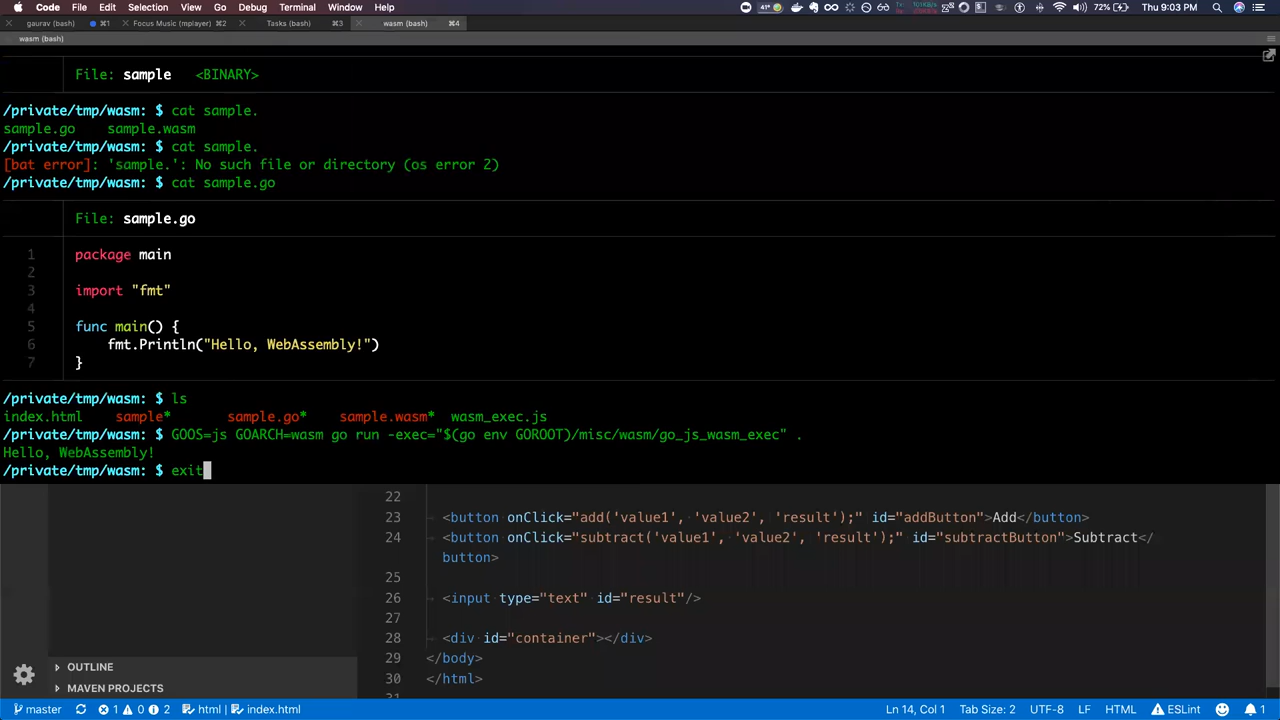 Code File Edit Selection View Go Debug Terminal Window Help 41° 72% Thu 9:03 PM
gaurav (bash) ⌘1 Focus Music (mplayer) ⌘2 Tasks (bash) ⌘3 wasm (bash) ⌘4
wasm (bash)
File: sample <BINARY>
/private/tmp/wasm: $ cat sample.
sample.go sample.wasm
/private/tmp/wasm: $ cat sample.
[bat error]: 'sample.': No such file or directory (os error 2)
/private/tmp/wasm: $ cat sample.go
File: sample.go
1 package main
2
3 import "fmt"
4
5 func main() {
6 fmt.Println("Hello, WebAssembly!")
7 }
/private/tmp/wasm: $ ls
index.html sample* sample.go* sample.wasm* wasm_exec.js
/private/tmp/wasm: $ GOOS=js GOARCH=wasm go run -exec="$(go env GOROOT)/misc/wasm/go_js_wasm_exec" .
Hello, WebAssembly!
/private/tmp/wasm: $ exit
22
23 <button onClick="add('value1', 'value2', 'result');" id="addButton">Add</button>
24 <button onClick="subtract('value1', 'value2', 'result');" id="subtractButton">Subtract</
button>
25
26 <input type="text" id="result"/>
27
28 <div id="container"></div>
29 </body>
30 </html>
31
OUTLINE
MAVEN PROJECTS
master 1 0 2 html index.html Ln 14, Col 1 Tab Size: 2 UTF-8 LF HTML ESLint 1